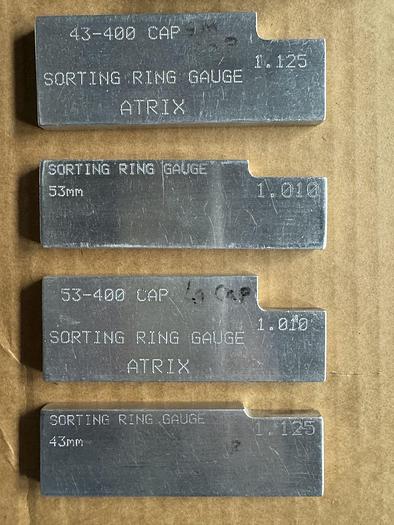 43-400 CAP
1.125
SORTING RING GAUGE
ATRIX
SORTING RING GAUGE
53mm
1.010
53-400 CAP
CAP
1.010
SORTING RING GAUGE
ATRIX
SORTING RING GAUGE
1.125
43mm